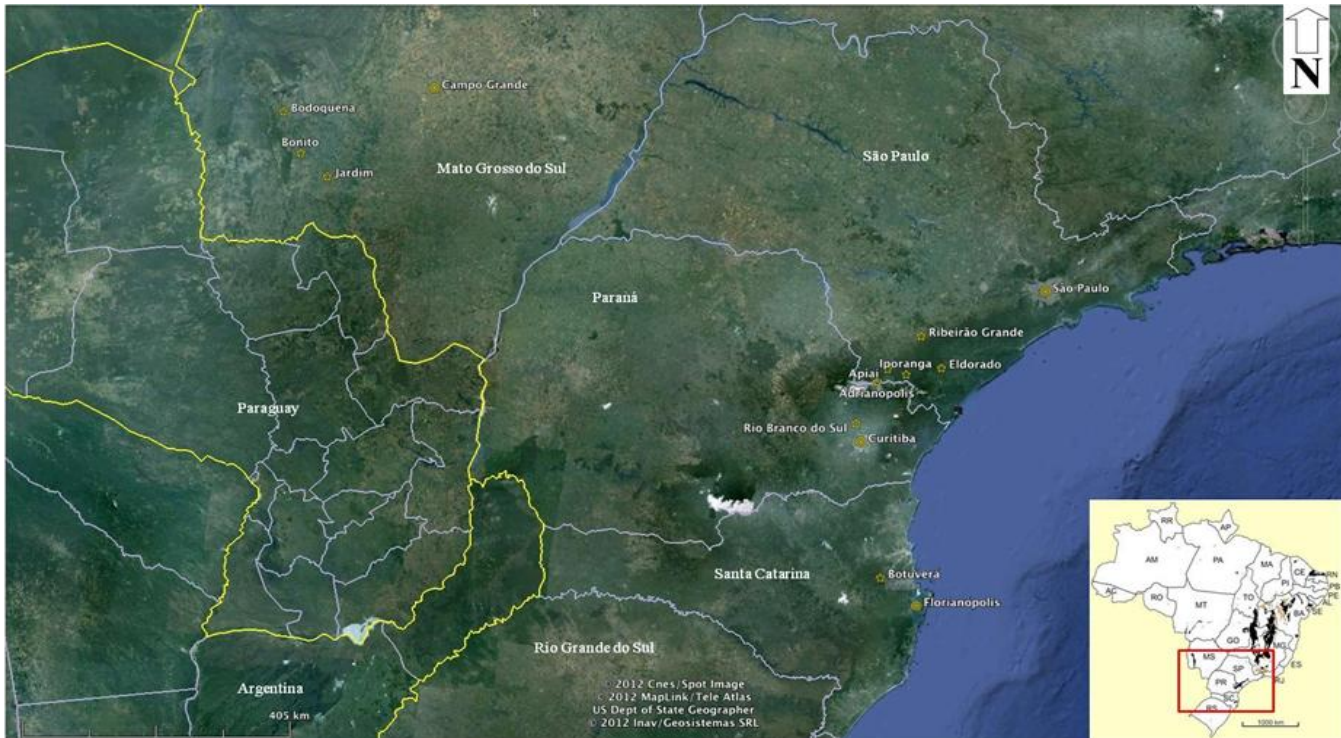 N
Campo Grande
Bodoquena
Bonito
Jardim
Mato Grosso do Sul
São Paulo
São Paulo
Paraná
Ribeirão Grande
Iporanga
Eldorado
Apiaí
Adrianópolis
Paraguay
Rio Branco do Sul
Curitiba
Santa Catarina
Botuverá
Florianópolis
Rio Grande do Sul
Argentina
405 km
© 2012 Cnes/Spot Image
© 2012 MapLink/Tele Atlas
US Dept of State Geographer
© 2012 Inav/Geosistemas SRL
RR
AP
AM
PA
MA
CE
RN
PB
PE
AL
SE
PI
AC
RO
TO
BA
MT
GO
MG
ES
MS
SP
RJ
PR
SC
RS
1000 km